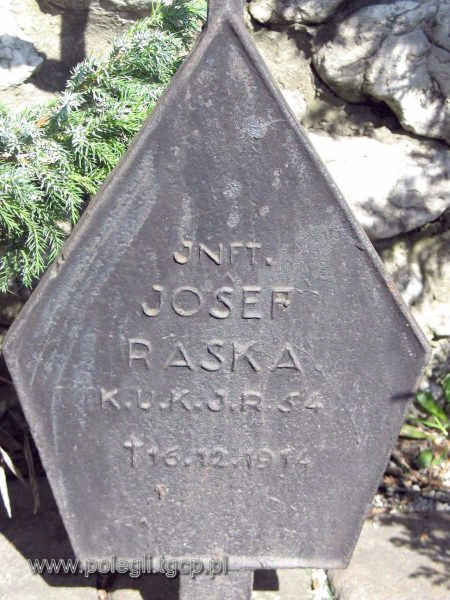 JNFT.
JOSEF
RASKA
K.U.K.J.R.54
†16.12.1914
www.polegli.tgcp.pl